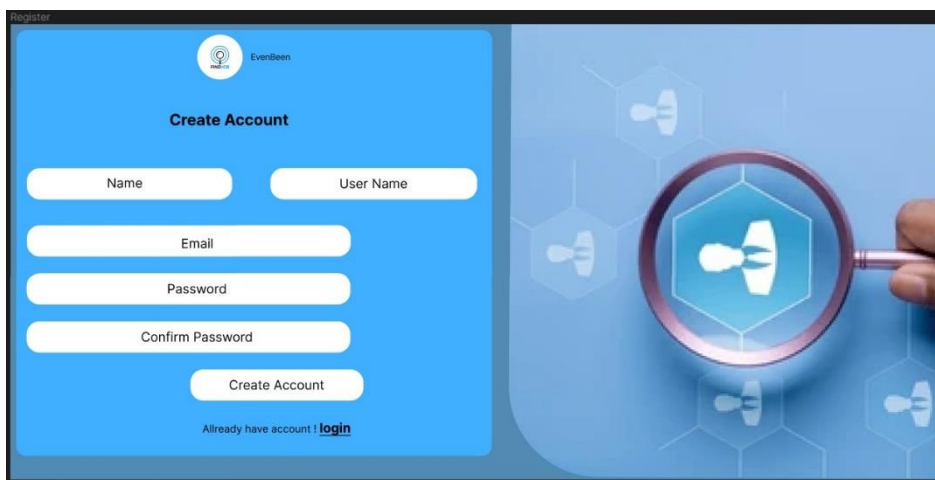 Register
EvenBeen
Create Account
Name User Name
Email
Password
Confirm Password
Create Account
Allready have account ! login